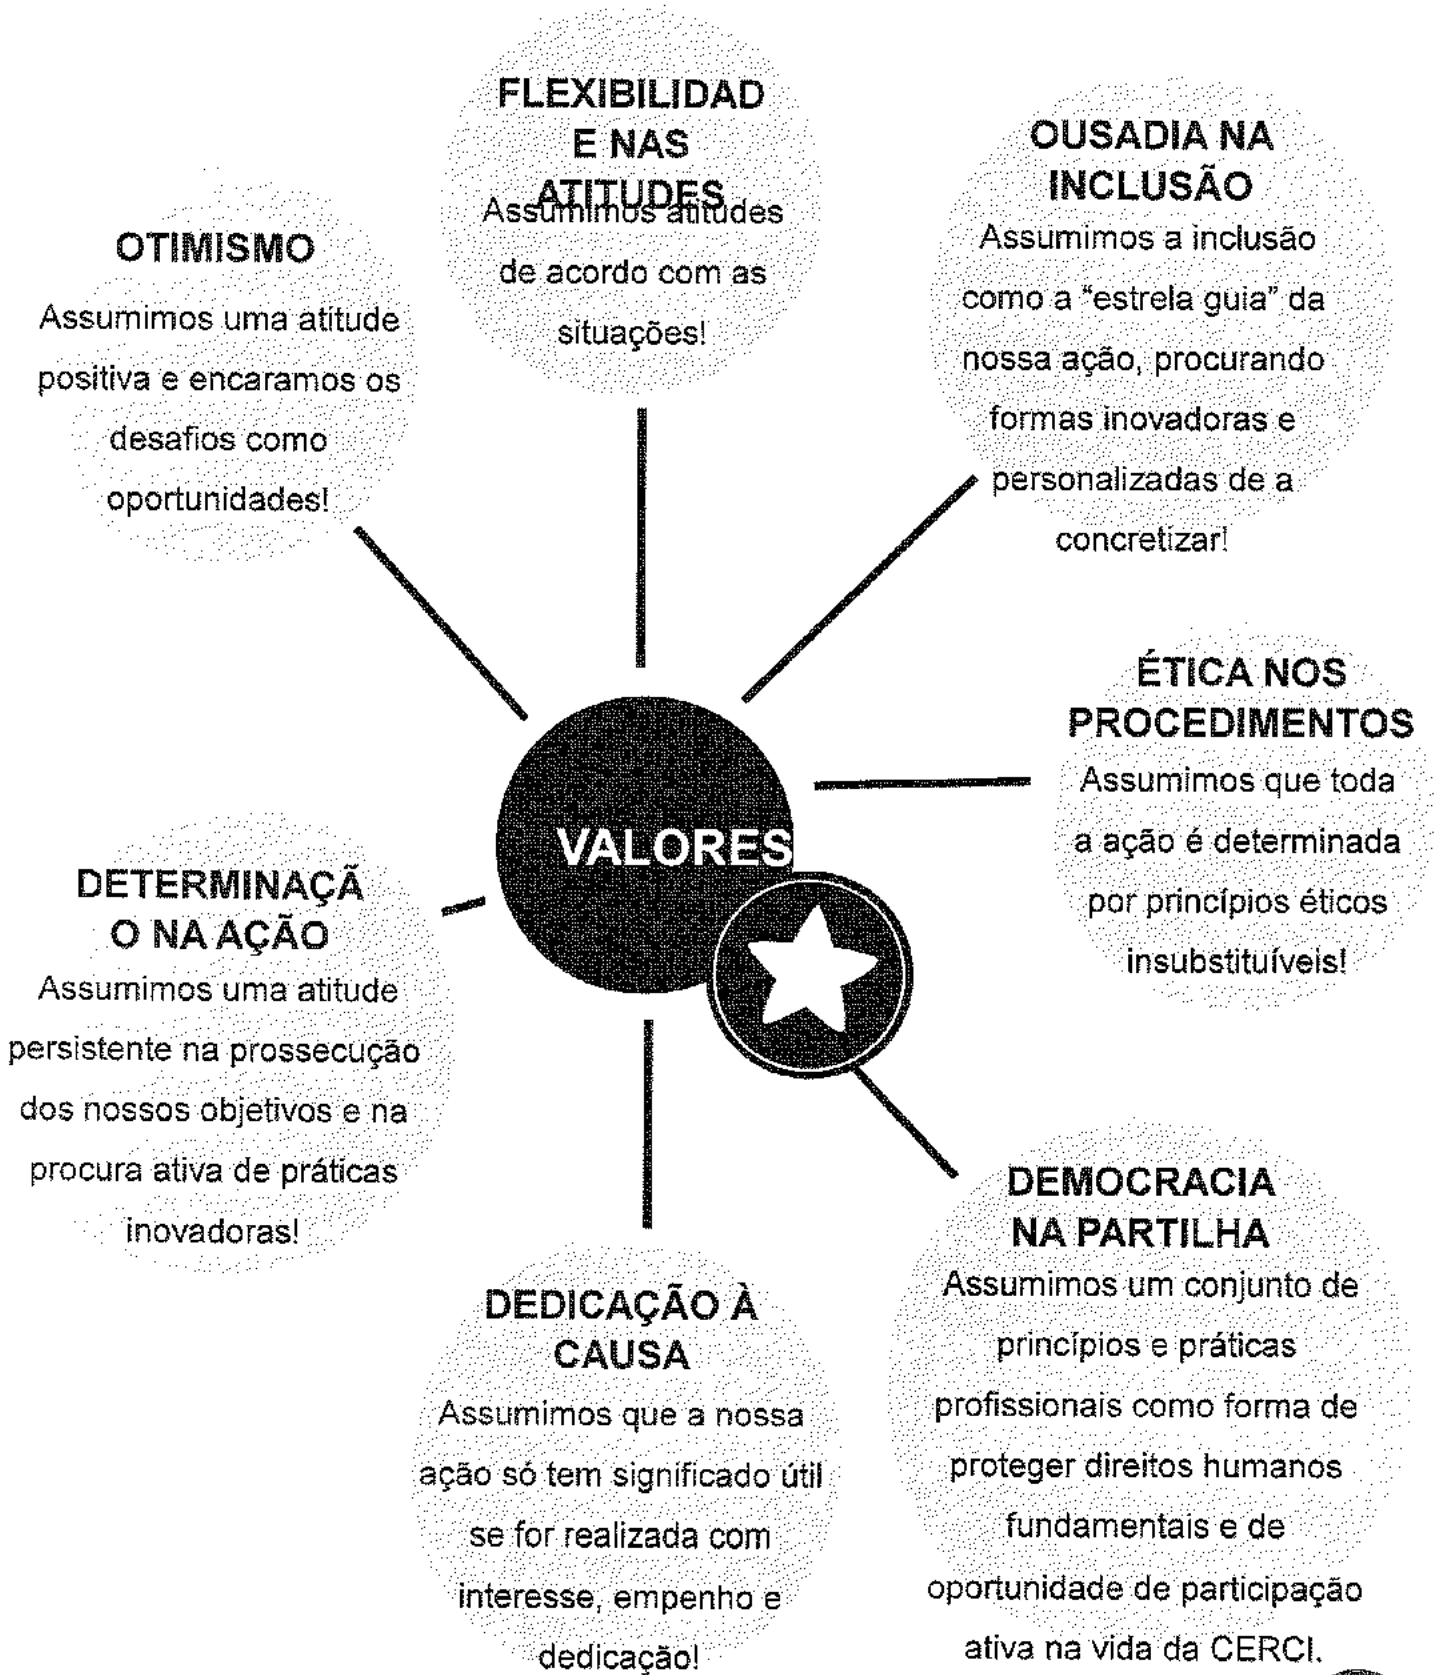 FLEXIBILIDAD
E NAS
ATITUDES
Assumimos atitudes
de acordo com as
situações!
OUSADIA NA
INCLUSÃO
Assumimos a inclusão
como a “estrela guia” da
nossa ação, procurando
formas inovadoras e
personalizadas de a
concretizar!
OTIMISMO
Assumimos uma atitude
positiva e encaramos os
desafios como
oportunidades!
ÉTICA NOS
PROCEDIMENTOS
Assumimos que toda
a ação é determinada
por princípios éticos
insubstituíveis!
VALORES
DETERMINAÇÃ
O NA AÇÃO
Assumimos uma atitude
persistente na prossecução
dos nossos objetivos e na
procura ativa de práticas
inovadoras!
DEMOCRACIA
NA PARTILHA
Assumimos um conjunto de
princípios e práticas
profissionais como forma de
proteger direitos humanos
fundamentais e de
oportunidade de participação
ativa na vida da CERCI.
DEDICAÇÃO À
CAUSA
Assumimos que a nossa
ação só tem significado útil
se for realizada com
interesse, empenho e
dedicação!